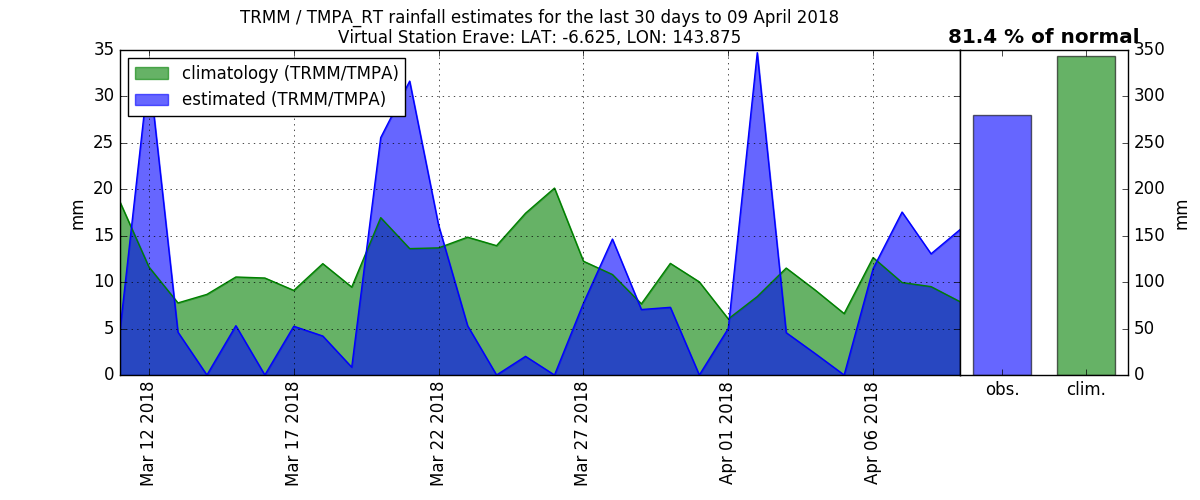 TRMM / TMPA_RT rainfall estimates for the last 30 days to 09 April 2018
Virtual Station Erave: LAT: -6.625, LON: 143.875
81.4 % of normal
climatology (TRMM/TMPA)
estimated (TRMM/TMPA)
35
30
25
20
15
10
5
0
mm
Mar 12 2018
Mar 17 2018
Mar 22 2018
Mar 27 2018
Apr 01 2018
Apr 06 2018
obs.
clim.
350
300
250
200
150
100
50
0
mm